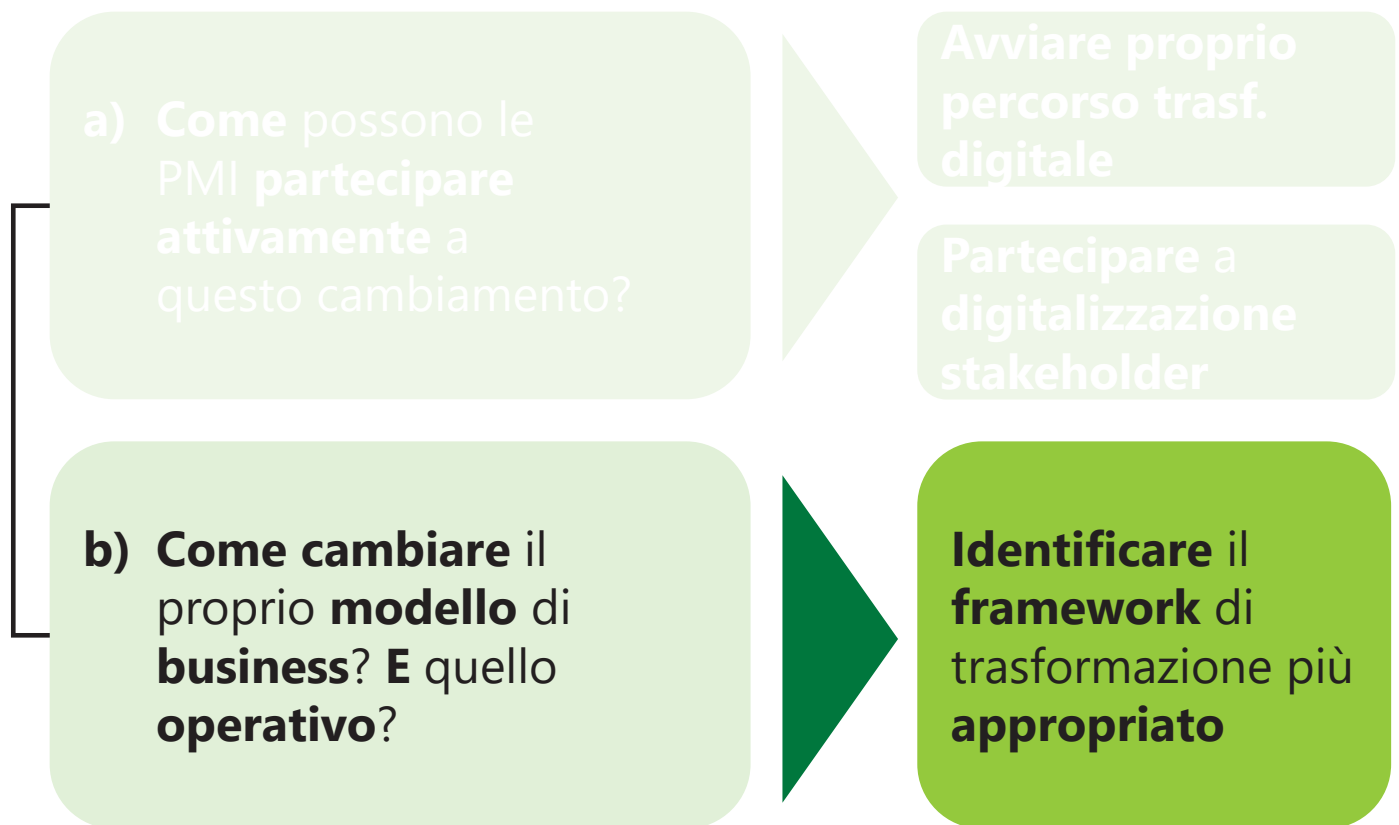 a) Come possono le
PMI partecipare
attivamente a
questo cambiamento?
Avviare proprio
percorso trasf.
digitale
Partecipare a
digitalizzazione
stakeholder
b) Come cambiare il
proprio modello di
business? E quello
operativo?
Identificare il
framework di
trasformazione più
appropriato